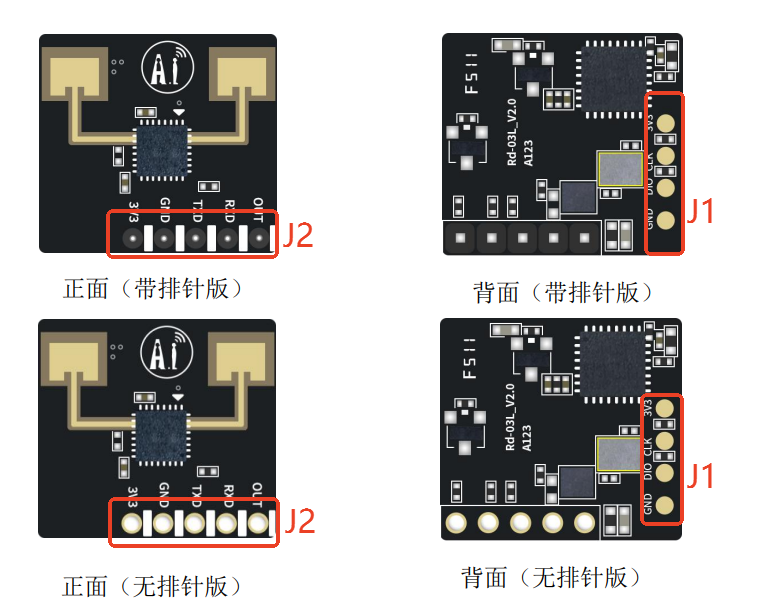 A.i
3V3
GND
TXD
RXD
OUT
J2
正面（带排针版）
F5II
Rd-03L_V2.0
A123
3V3
CLK
DIO
GND
J1
背面（带排针版）
A.i
3V3
GND
TXD
RXD
OUT
J2
正面（无排针版）
F5II
Rd-03L_V2.0
A123
3V3
CLK
DIO
GND
J1
背面（无排针版）